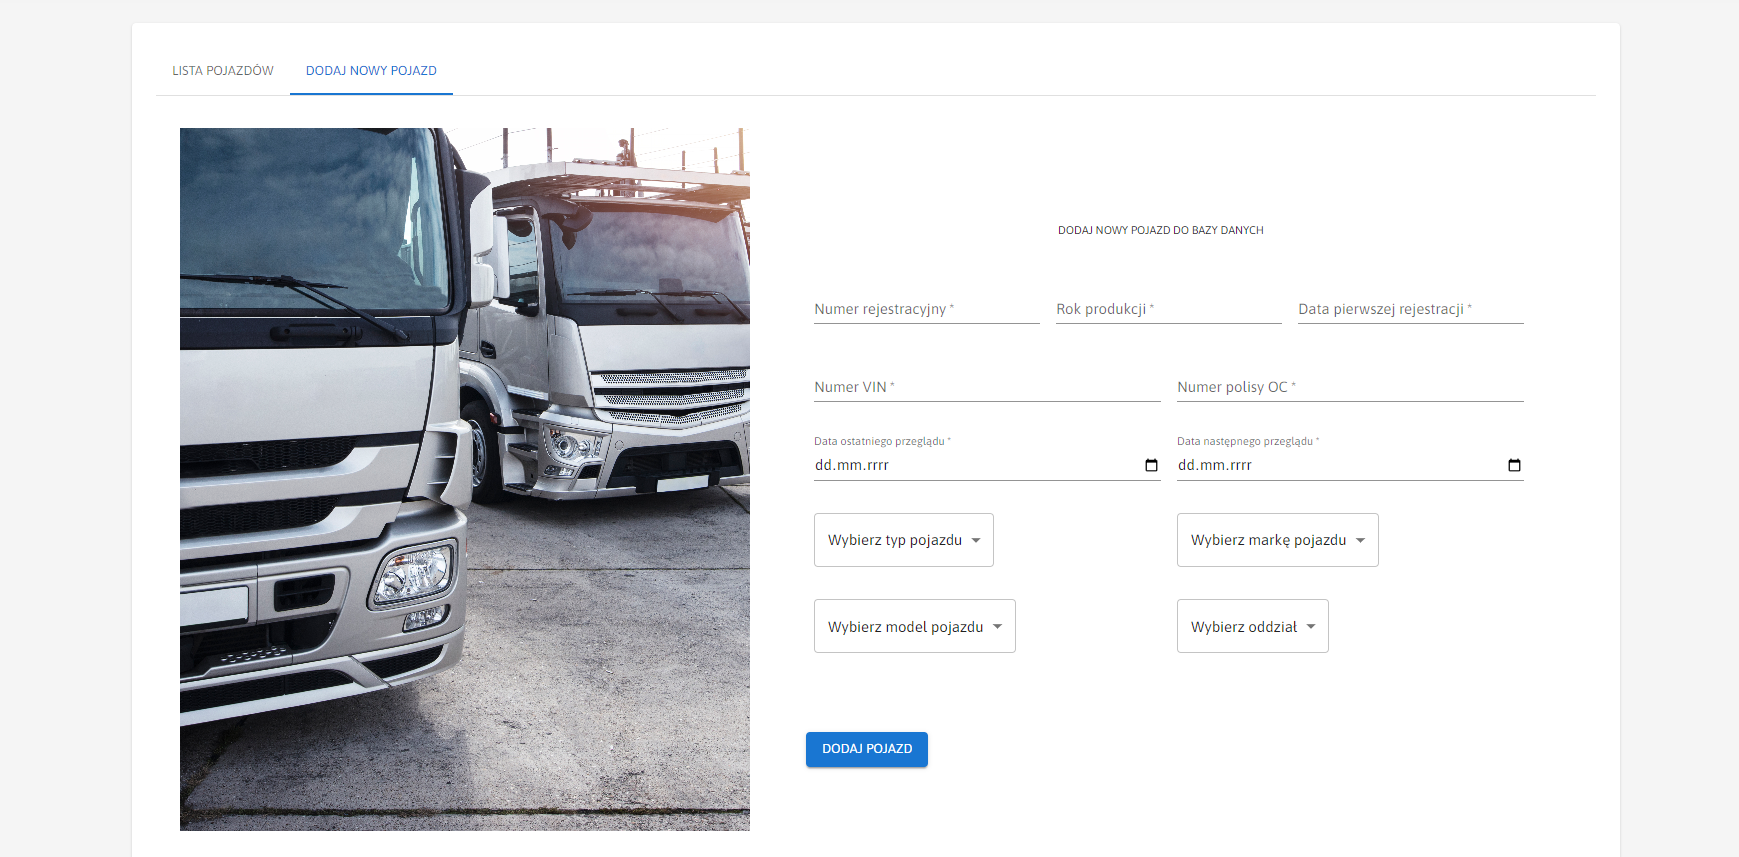 LISTA POJAZDÓW DODAJ NOWY POJAZD
DODAJ NOWY POJAZD DO BAZY DANYCH
Numer rejestracyjny * Rok produkcji * Data pierwszej rejestracji *
Numer VIN * Numer polisy OC *
Data ostatniego przeglądu * Data następnego przeglądu *
dd.mm.rrrr dd.mm.rrrr
Wybierz typ pojazdu Wybierz markę pojazdu
Wybierz model pojazdu Wybierz oddział
DODAJ POJAZD